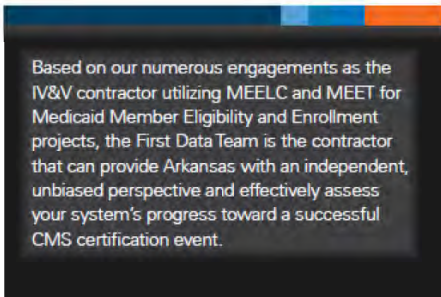 Based on our numerous engagements as the
IV&V contractor utilizing MEELC and MEET for
Medicaid Member Eligibility and Enrollment
projects, the First Data Team is the contractor
that can provide Arkansas with an independent,
unbiased perspective and effectively assess
your system's progress toward a successful
CMS certification event.